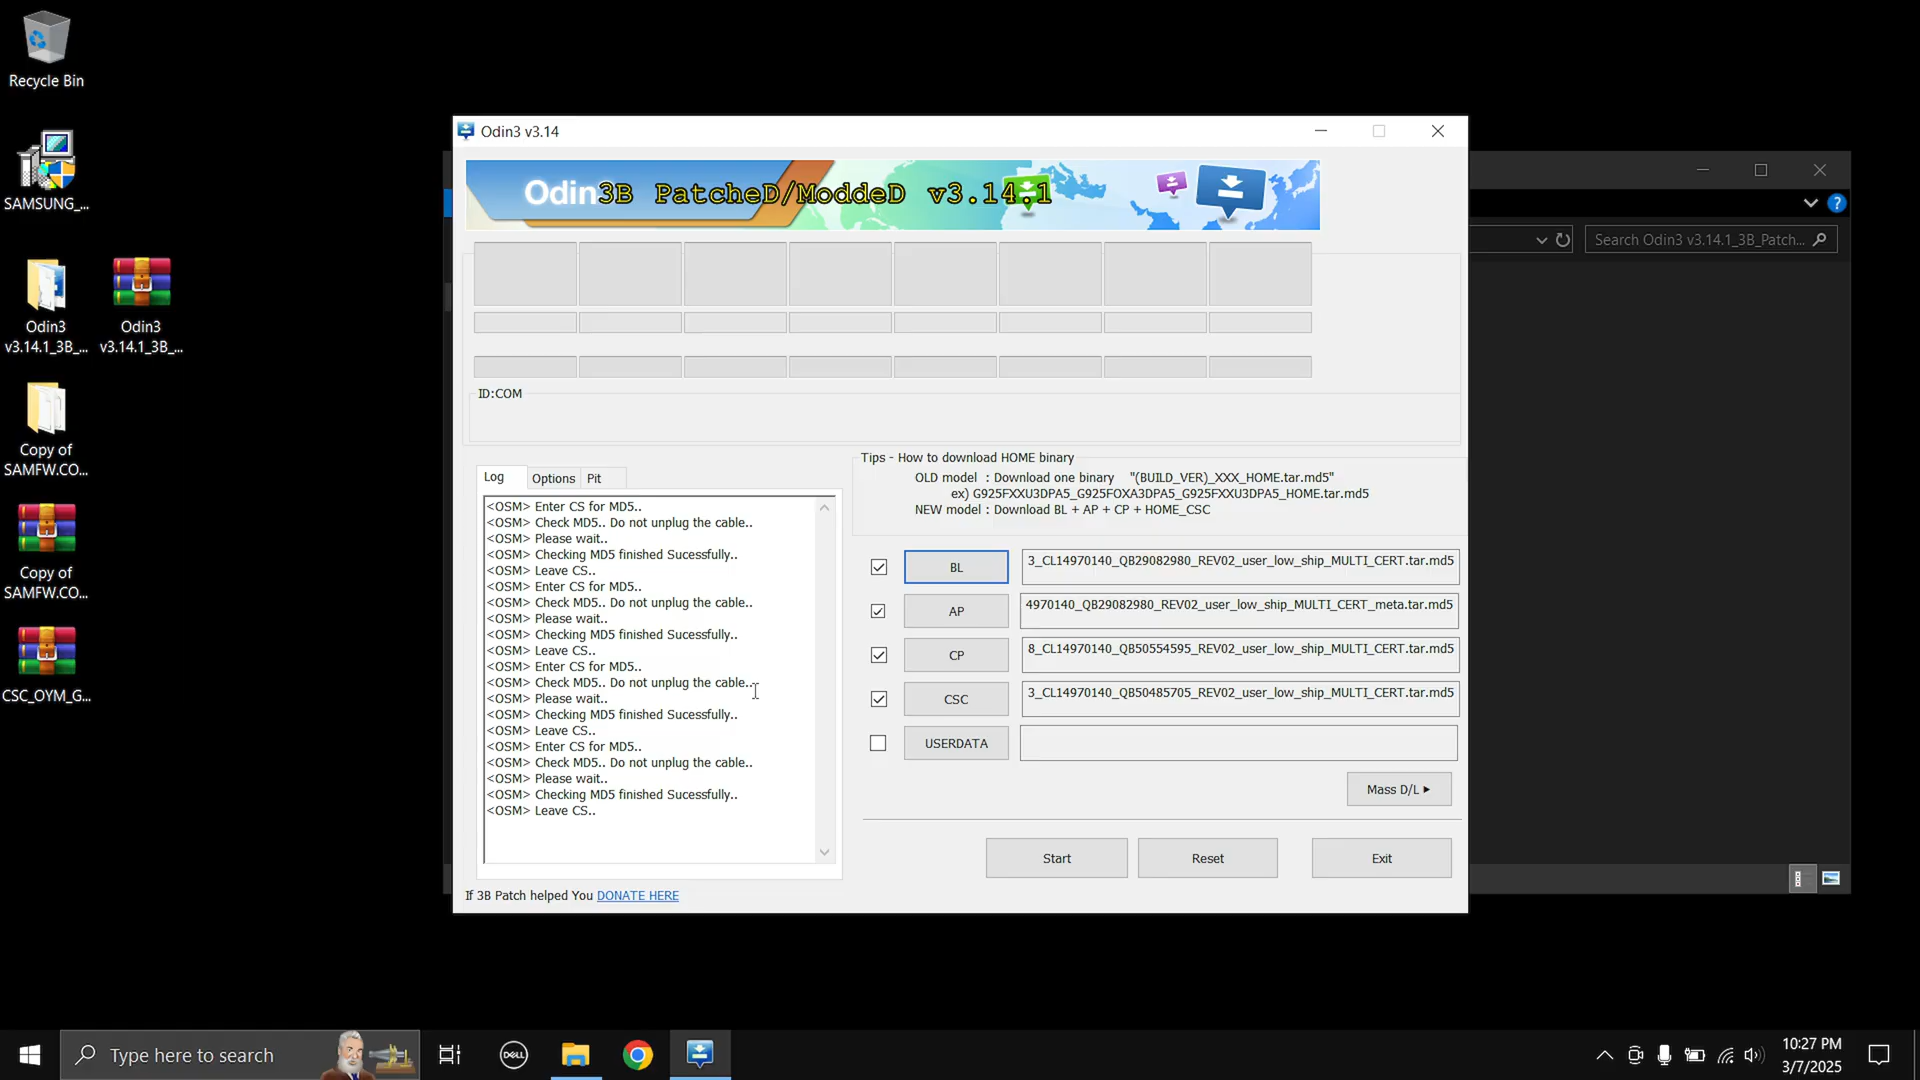 Recycle Bin
SAMSUNG_...
Odin3
v3.14.1_3B_...
Odin3
v3.14.1_3B_...
Copy of
SAMFW.CO...
Copy of
SAMFW.CO...
CSC_OYM_G...
Odin3 v3.14
Odin3B PatcheD/ModdeD v3.14.1
Search Odin3 v3.14.1_3B_Patch...
ID:COM
Log
Options
Pit
<OSM> Enter CS for MD5..
<OSM> Check MD5.. Do not unplug the cable..
<OSM> Please wait..
<OSM> Checking MD5 finished Sucessfully..
<OSM> Leave CS..
<OSM> Enter CS for MD5..
<OSM> Check MD5.. Do not unplug the cable..
<OSM> Please wait..
<OSM> Checking MD5 finished Sucessfully..
<OSM> Leave CS..
<OSM> Enter CS for MD5..
<OSM> Check MD5.. Do not unplug the cable..
<OSM> Please wait..
<OSM> Checking MD5 finished Sucessfully..
<OSM> Leave CS..
<OSM> Enter CS for MD5..
<OSM> Check MD5.. Do not unplug the cable..
<OSM> Please wait..
<OSM> Checking MD5 finished Sucessfully..
<OSM> Leave CS..
If 3B Patch helped You DONATE HERE
Tips - How to download HOME binary
OLD model : Download one binary "(BUILD_VER)_XXX_HOME.tar.md5"
ex) G925FXXU3DPA5_G925FOXA3DPA5_G925FXXU3DPA5_HOME.tar.md5
NEW model : Download BL + AP + CP + HOME_CSC
BL 3_CL14970140_QB29082980_REV02_user_low_ship_MULTI_CERT.tar.md5
AP 4970140_QB29082980_REV02_user_low_ship_MULTI_CERT_meta.tar.md5
CP 8_CL14970140_QB50554595_REV02_user_low_ship_MULTI_CERT.tar.md5
CSC 3_CL14970140_QB50485705_REV02_user_low_ship_MULTI_CERT.tar.md5
USERDATA
Mass D/L
Start
Reset
Exit
Type here to search
DELL
10:27 PM
3/7/2025